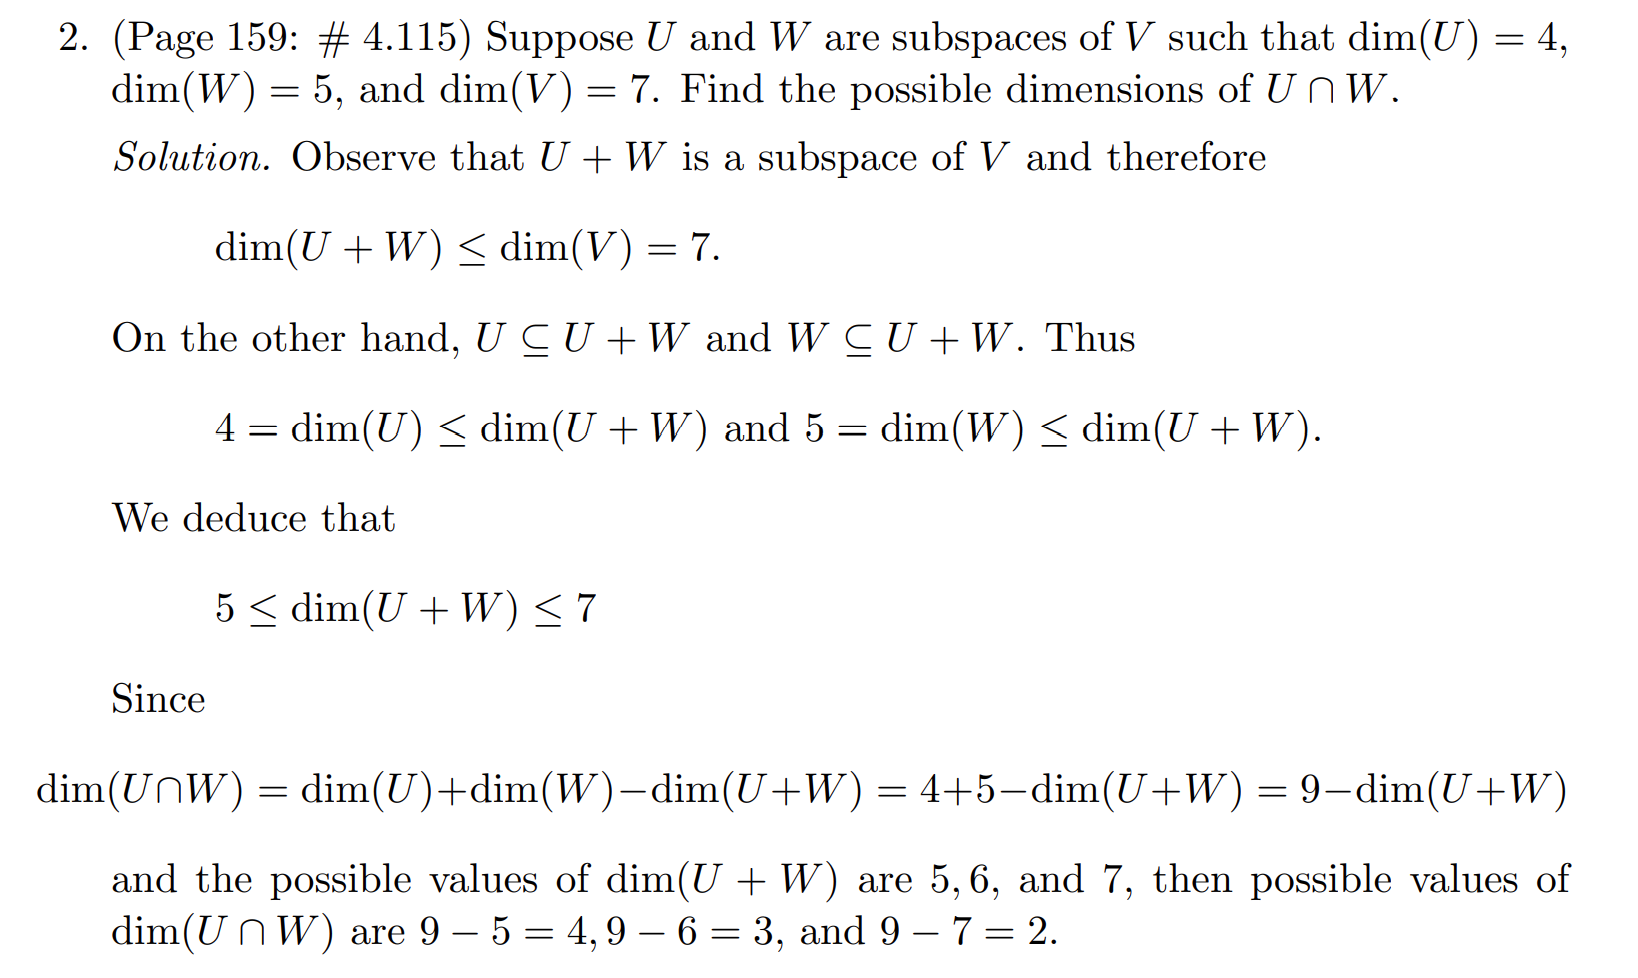 2. (Page 159: # 4.115) Suppose U and W are subspaces of V such that dim(U) = 4,
dim(W) = 5, and dim(V) = 7. Find the possible dimensions of U ∩ W.
Solution. Observe that U + W is a subspace of V and therefore
dim(U + W) ≤ dim(V) = 7.
On the other hand, U ⊆ U + W and W ⊆ U + W. Thus
4 = dim(U) ≤ dim(U + W) and 5 = dim(W) ≤ dim(U + W).
We deduce that
5 ≤ dim(U + W) ≤ 7
Since
dim(U∩W) = dim(U)+dim(W)−dim(U+W) = 4+5−dim(U+W) = 9−dim(U+W)
and the possible values of dim(U + W) are 5, 6, and 7, then possible values of
dim(U ∩ W) are 9 − 5 = 4, 9 − 6 = 3, and 9 − 7 = 2.